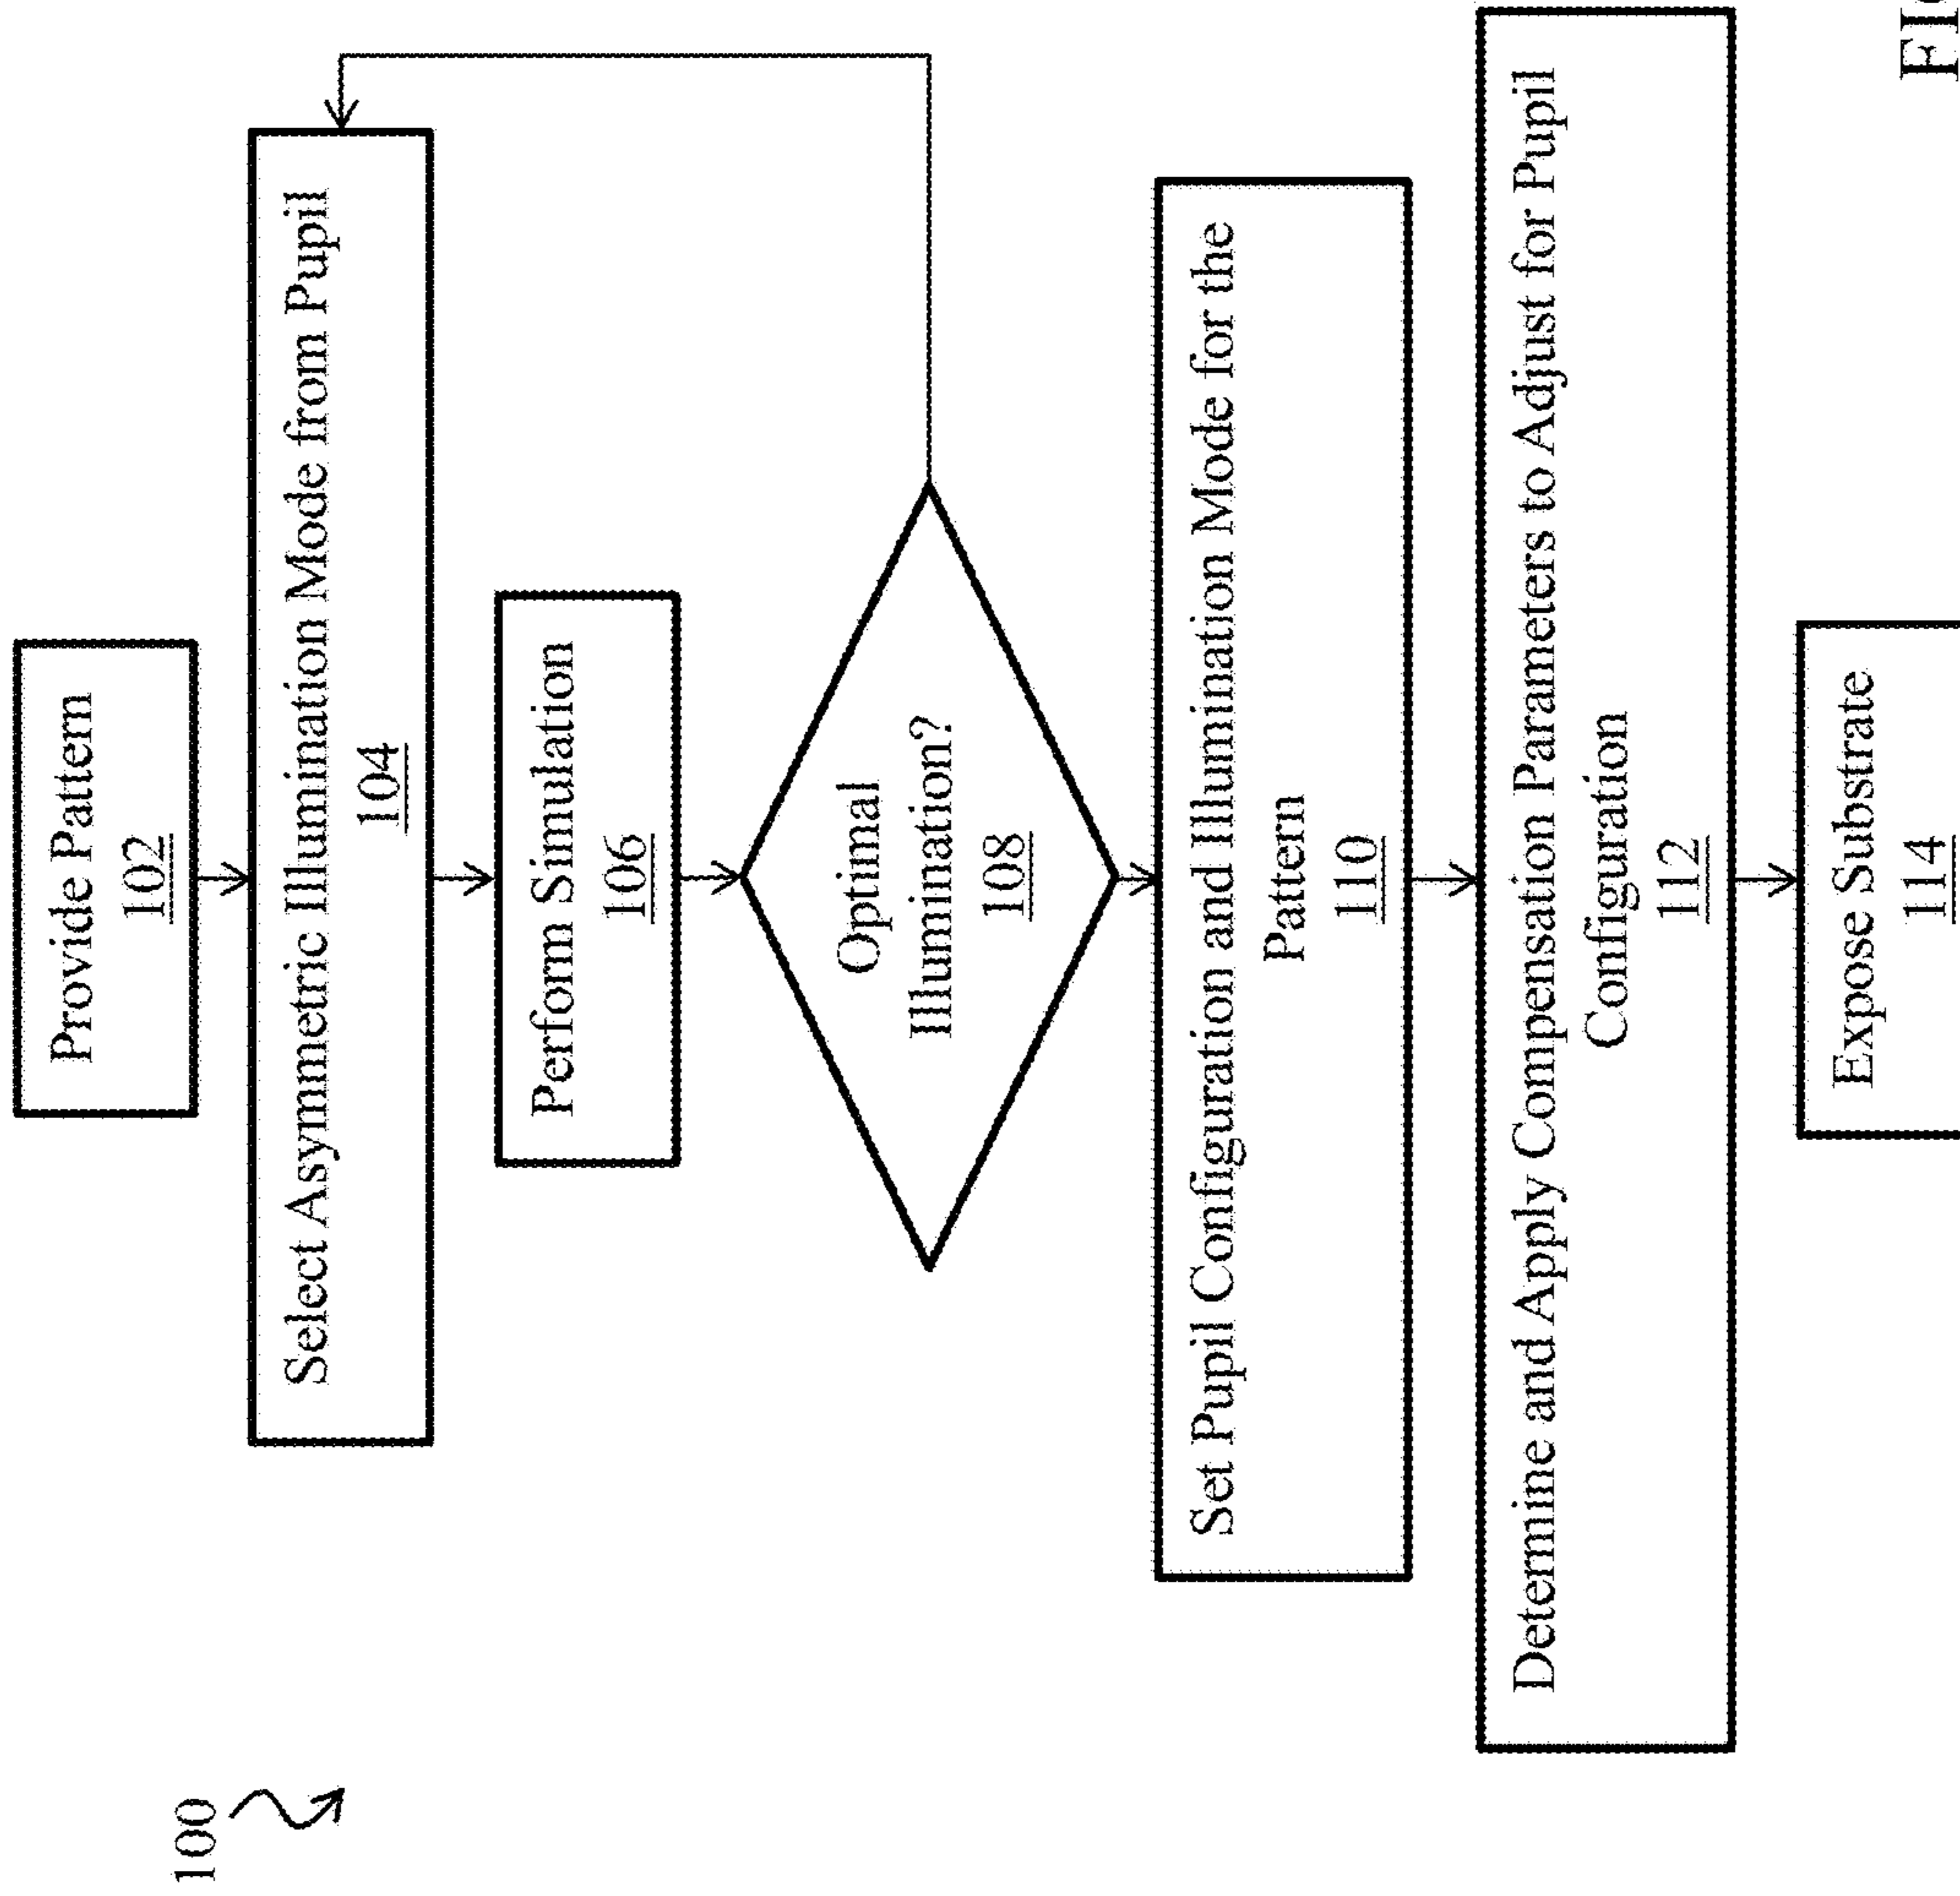 100
Provide Pattern
102
Select Asymmetric Illumination Mode from Pupil
104
Perform Simulation
106
Optimal
Illumination?
108
Set Pupil Configuration and Illumination Mode for the
Pattern
110
Determine and Apply Compensation Parameters to Adjust for Pupil
Configuration
112
Expose Substrate
114